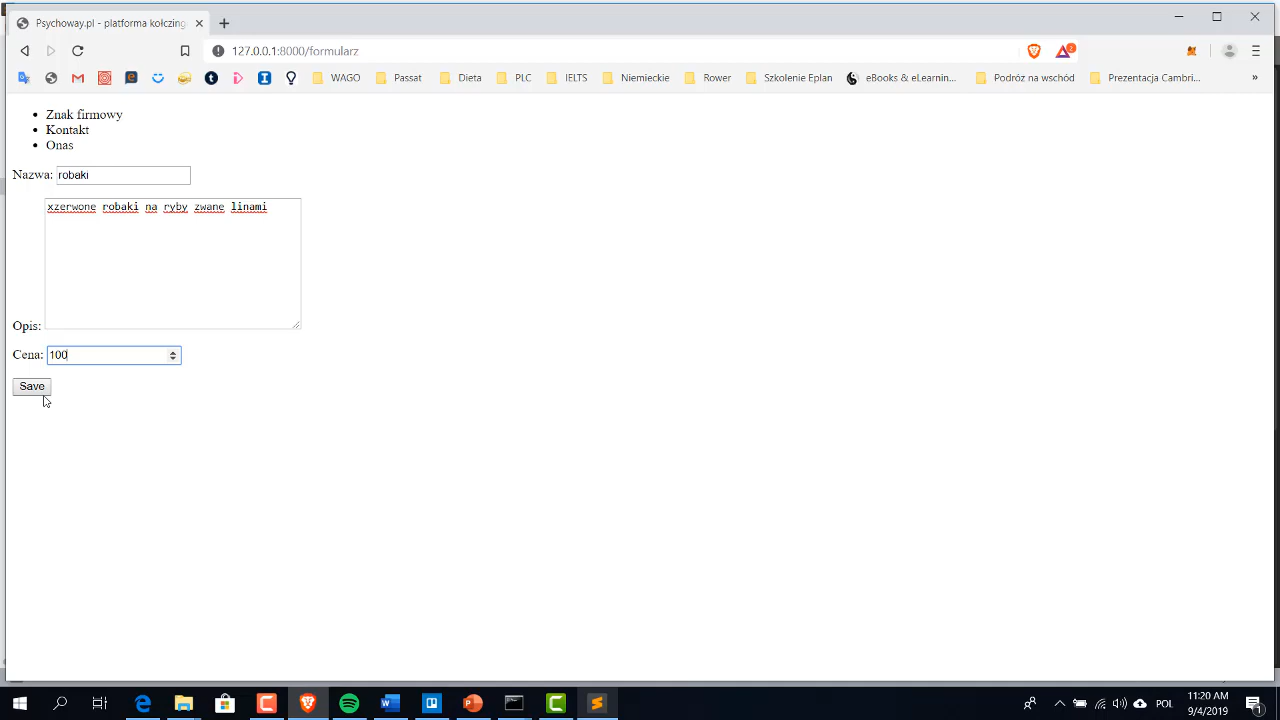 Psychoway.pl - platforma kołczing
127.0.0.1:8000/formularz
2
WAGO
Passat
Dieta
PLC
IELTS
Niemieckie
Rower
Szkolenie Eplan
eBooks & eLearnin...
Podróż na wschód
Prezentacja Cambri...
»
Znak firmowy
Kontakt
Onas
Nazwa: robaki
xzerwone robaki na ryby zwane linami
Opis:
Cena: 100
Save
POL
11:20 AM
9/4/2019